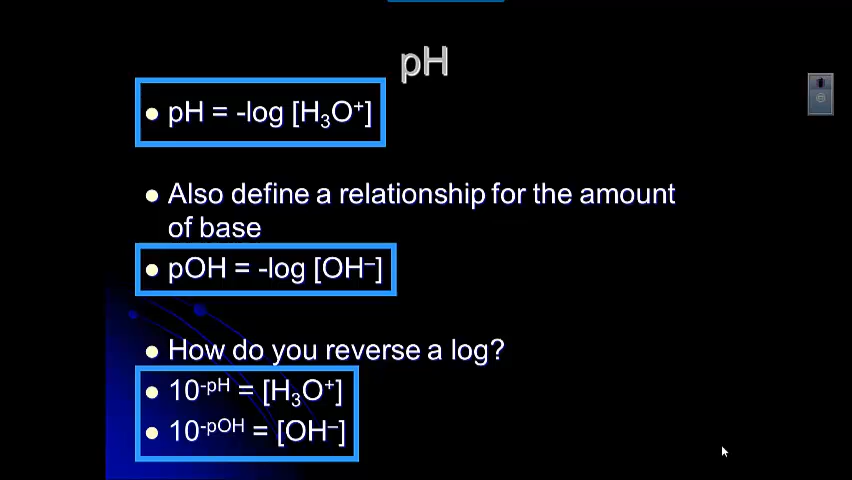 pH
● pH = -log [H₃O⁺]
● Also define a relationship for the amount
of base
● pOH = -log [OH⁻]
● How do you reverse a log?
● 10⁻ᵖᴴ = [H₃O⁺]
● 10⁻ᵖᴼᴴ = [OH⁻]